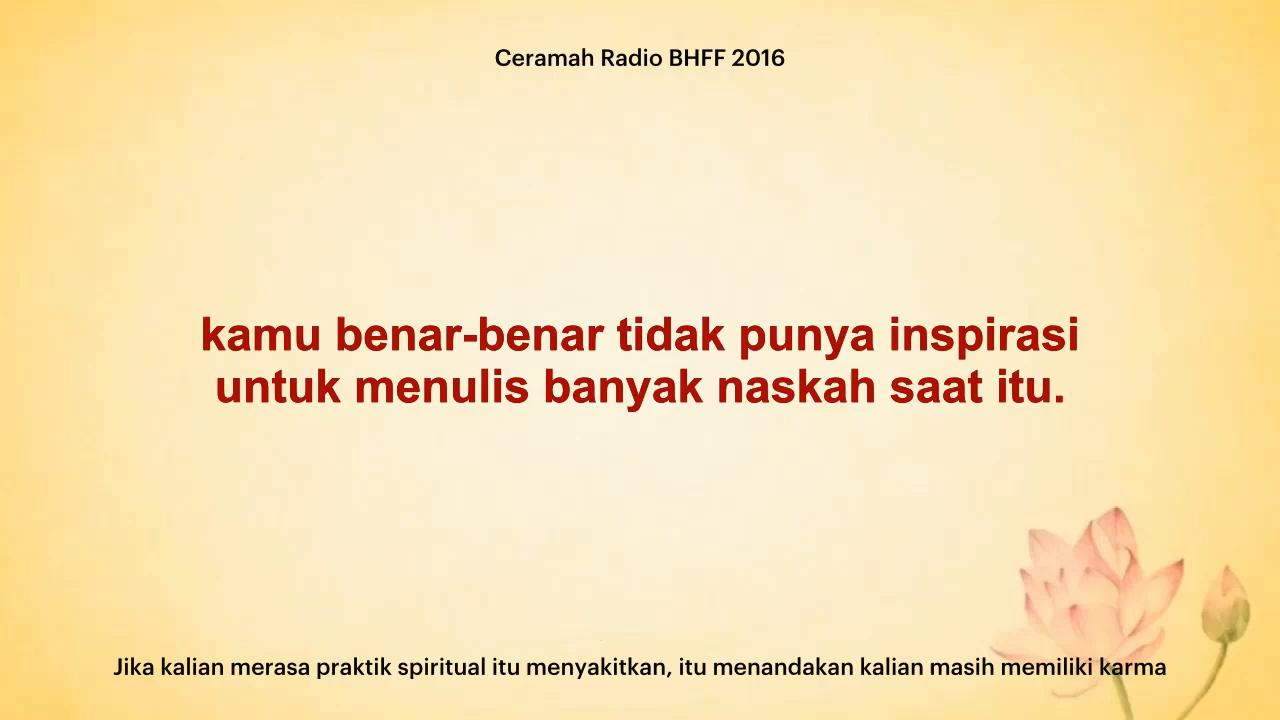 Ceramah Radio BHFF 2016
kamu benar-benar tidak punya inspirasi
untuk menulis banyak naskah saat itu.
Jika kalian merasa praktik spiritual itu menyakitkan, itu menandakan kalian masih memiliki karma